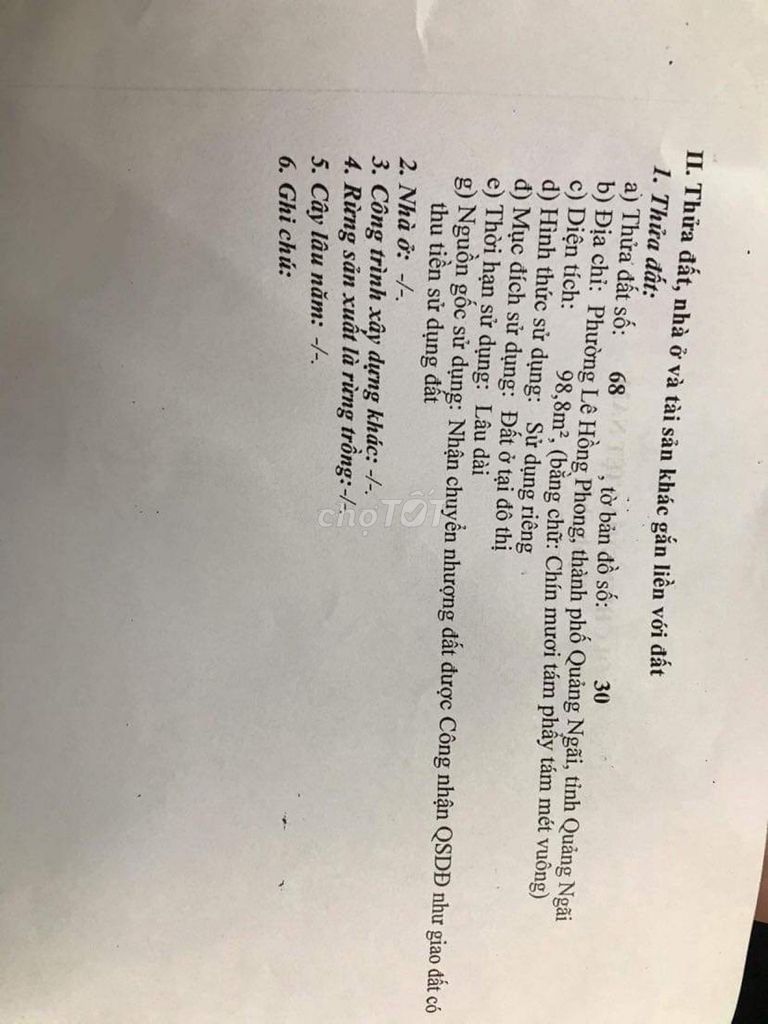 II. Thửa đất, nhà ở và tài sản khác gắn liền với đất
1. Thửa đất:
a) Thửa đất số: 68 , tờ bản đồ số: 30
b) Địa chỉ: Phường Lê Hồng Phong, thành phố Quảng Ngãi, tỉnh Quảng Ngãi
c) Diện tích: 98,8m², (bằng chữ: Chín mươi tám phẩy tám mét vuông)
d) Hình thức sử dụng: Sử dụng riêng
đ) Mục đích sử dụng: Đất ở tại đô thị
e) Thời hạn sử dụng: Lâu dài
g) Nguồn gốc sử dụng: Nhận chuyển nhượng đất được Công nhận QSDĐ như giao đất có
thu tiền sử dụng đất
2. Nhà ở: -/-.
3. Công trình xây dựng khác: -/-.
4. Rừng sản xuất là rừng trồng:-/-.
5. Cây lâu năm: -/-.
6. Ghi chú:
chợTỐT